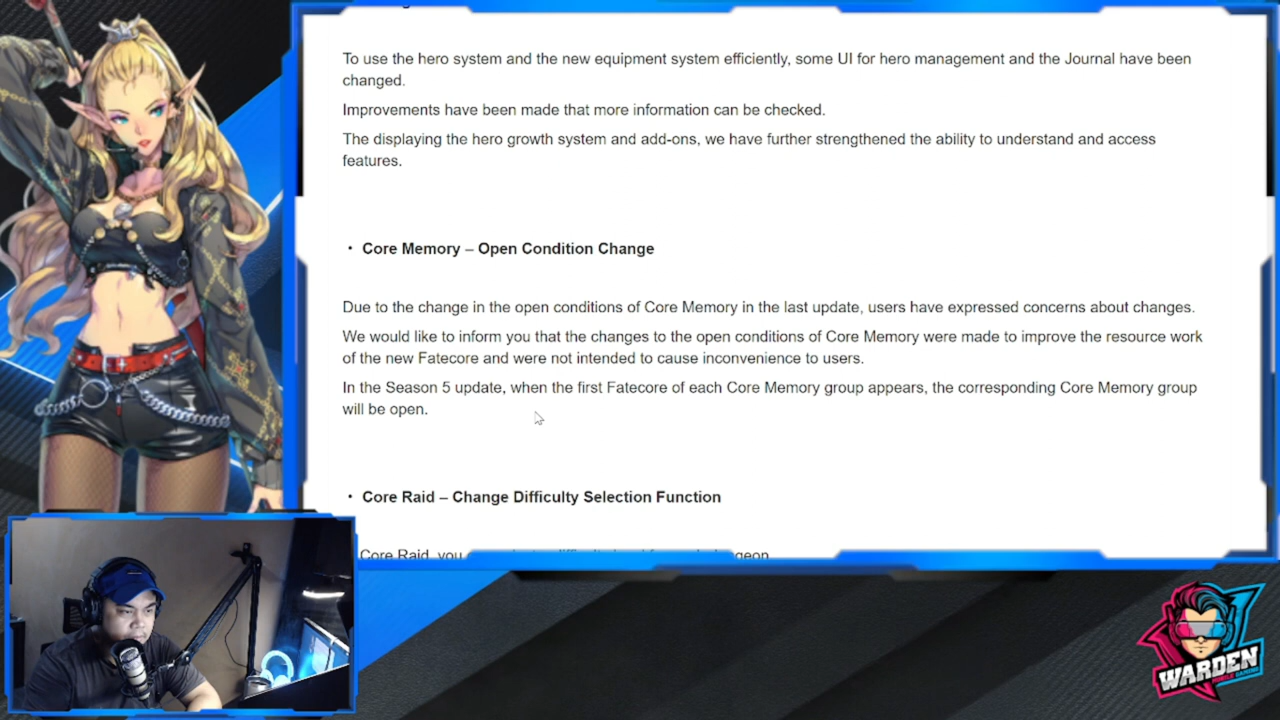 To use the hero system and the new equipment system efficiently, some UI for hero management and the Journal have been
changed.
Improvements have been made that more information can be checked.
The displaying the hero growth system and add-ons, we have further strengthened the ability to understand and access
features.
· Core Memory – Open Condition Change
Due to the change in the open conditions of Core Memory in the last update, users have expressed concerns about changes.
We would like to inform you that the changes to the open conditions of Core Memory were made to improve the resource work
of the new Fatecore and were not intended to cause inconvenience to users.
In the Season 5 update, when the first Fatecore of each Core Memory group appears, the corresponding Core Memory group
will be open.
· Core Raid – Change Difficulty Selection Function
Core Raid, you
WARDEN
MOBILE GAMING